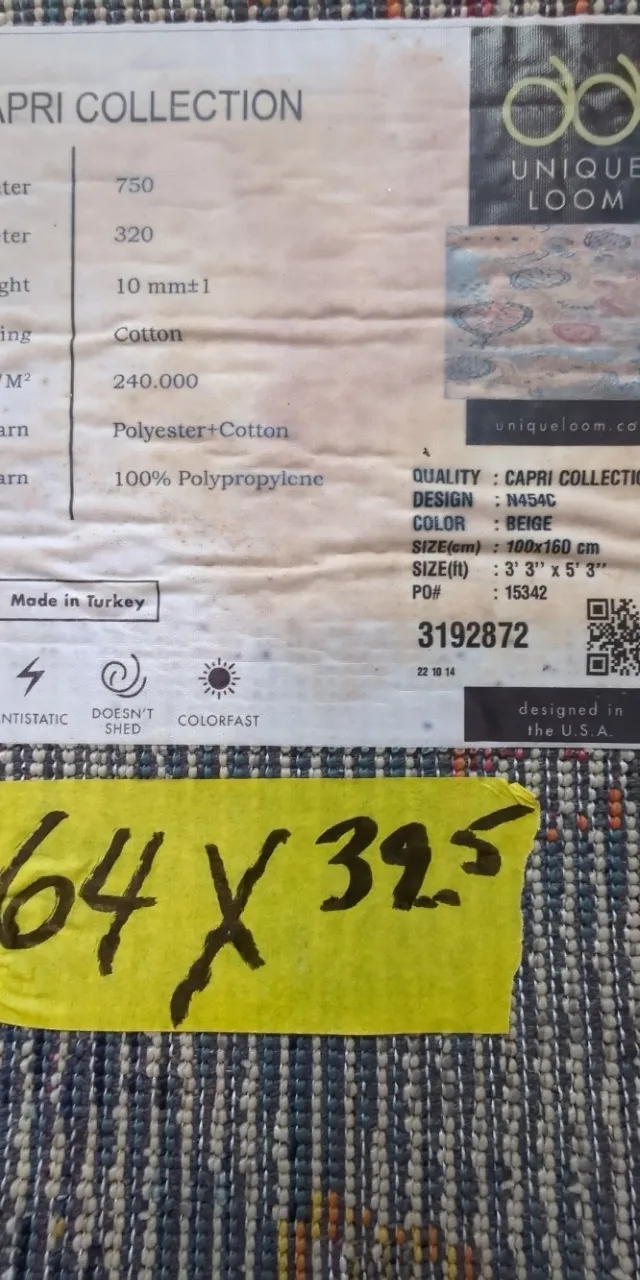 APRI COLLECTION
ter 750
ter 320
ght 10 mm±1
ing Cotton
/M² 240.000
arn Polyester+Cotton
arn 100% Polypropylene
Made in Turkey
NTISTATIC
DOESN'T
SHED
COLORFAST
UNIQUE
LOOM
uniqueloom.co
QUALITY : CAPRI COLLECTIO
DESIGN : N454C
COLOR : BEIGE
SIZE(cm) : 100x160 cm
SIZE(ft) : 3' 3'' x 5' 3''
PO# : 15342
3192872
22 10 14
designed in
the U.S.A.
64 X 39.5